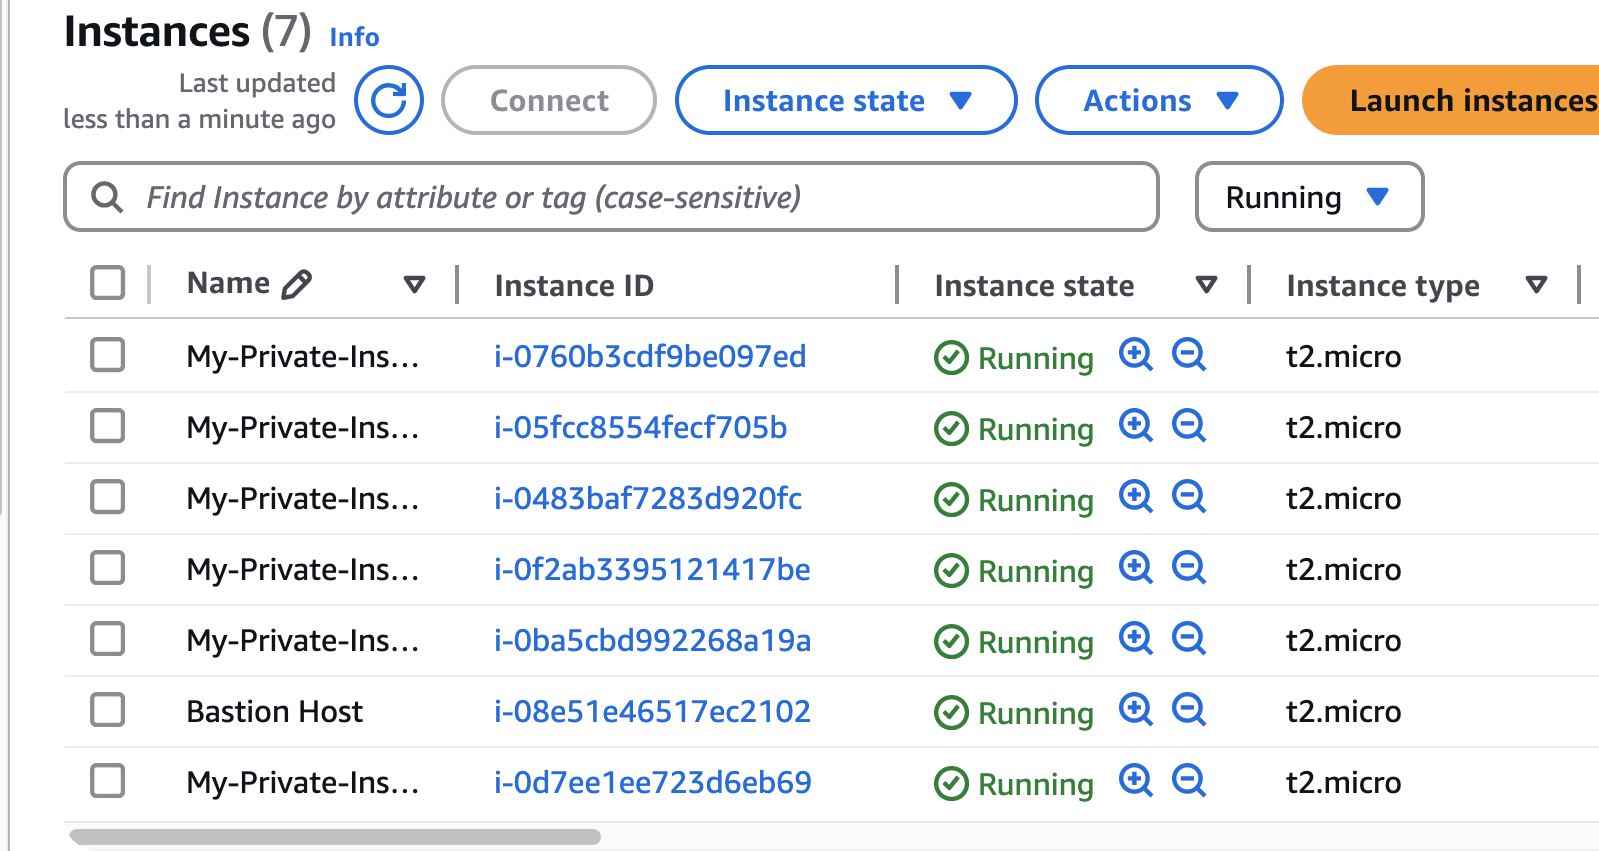 Instances (7) Info
Last updated
less than a minute ago
Connect
Instance state
Actions
Launch instances
Find Instance by attribute or tag (case-sensitive)
Running
Name Instance ID Instance state Instance type
My-Private-Ins... i-0760b3cdf9be097ed Running t2.micro
My-Private-Ins... i-05fcc8554fecf705b Running t2.micro
My-Private-Ins... i-0483baf7283d920fc Running t2.micro
My-Private-Ins... i-0f2ab3395121417be Running t2.micro
My-Private-Ins... i-0ba5cbd992268a19a Running t2.micro
Bastion Host i-08e51e46517ec2102 Running t2.micro
My-Private-Ins... i-0d7ee1ee723d6eb69 Running t2.micro